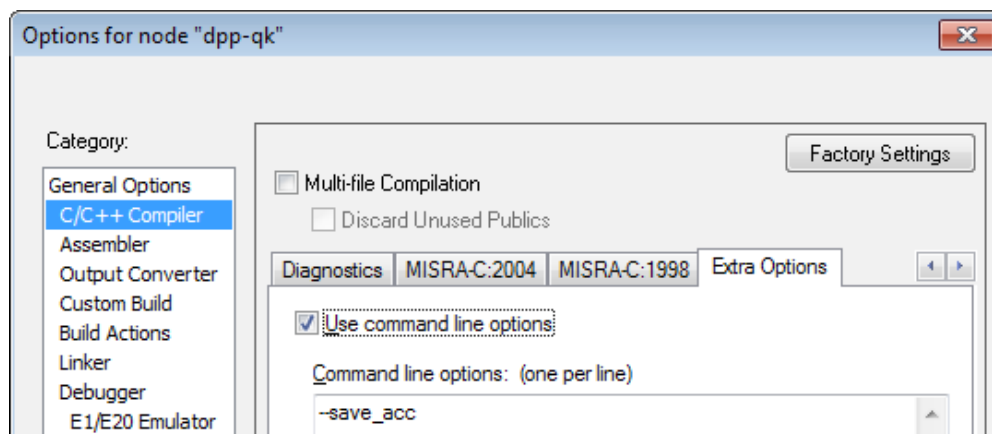 Options for node "dpp-qk"
Category:
Factory Settings
General Options
C/C++ Compiler
Assembler
Output Converter
Custom Build
Build Actions
Linker
Debugger
E1/E20 Emulator
Multi-file Compilation
Discard Unused Publics
Diagnostics MISRA-C:2004 MISRA-C:1998 Extra Options
Use command line options
Command line options: (one per line)
--save_acc